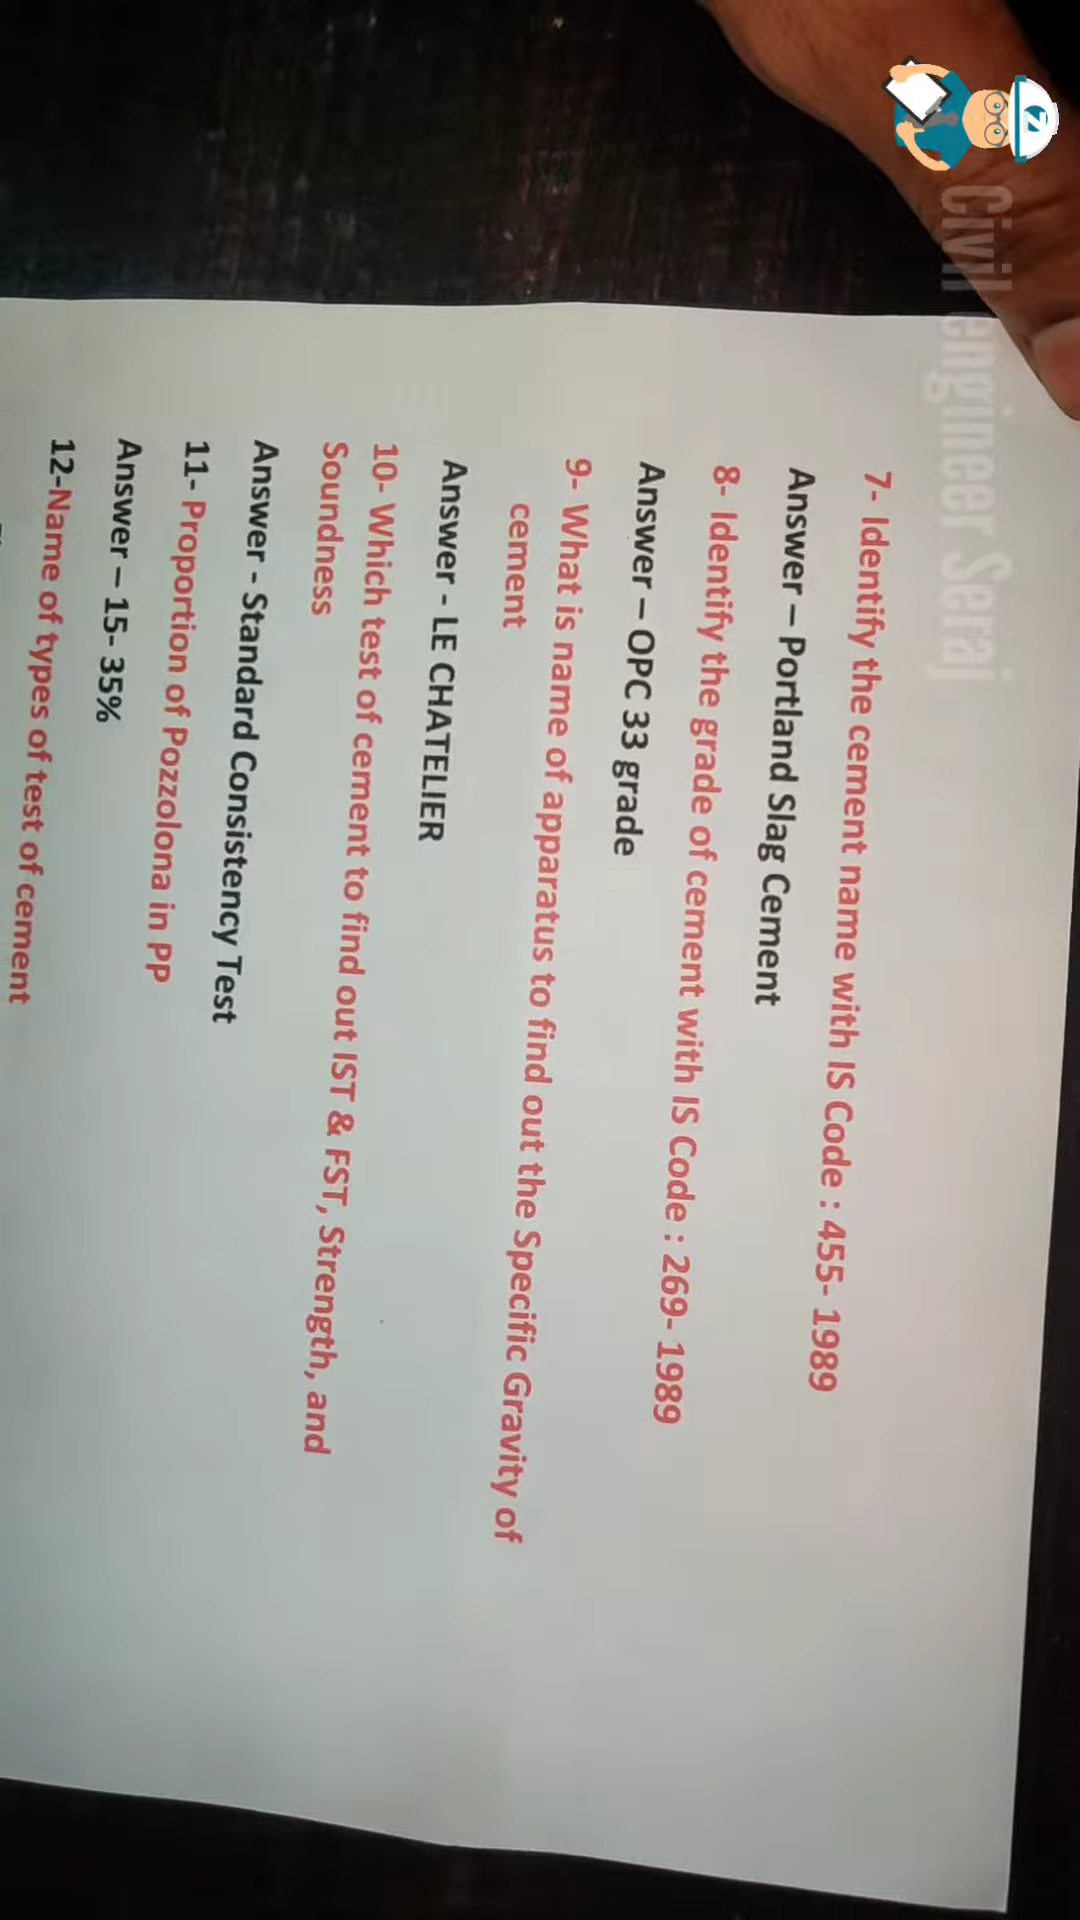 Civil engineer Seraj
7- Identify the cement name with IS Code : 455- 1989
Answer – Portland Slag Cement
8- Identify the grade of cement with IS Code : 269- 1989
Answer – OPC 33 grade
9- What is name of apparatus to find out the Specific Gravity of
cement
Answer - LE CHATELIER
10- Which test of cement to find out IST & FST, Strength, and
Soundness
Answer - Standard Consistency Test
11- Proportion of Pozzolona in PP
Answer – 15- 35%
12-Name of types of test of cement